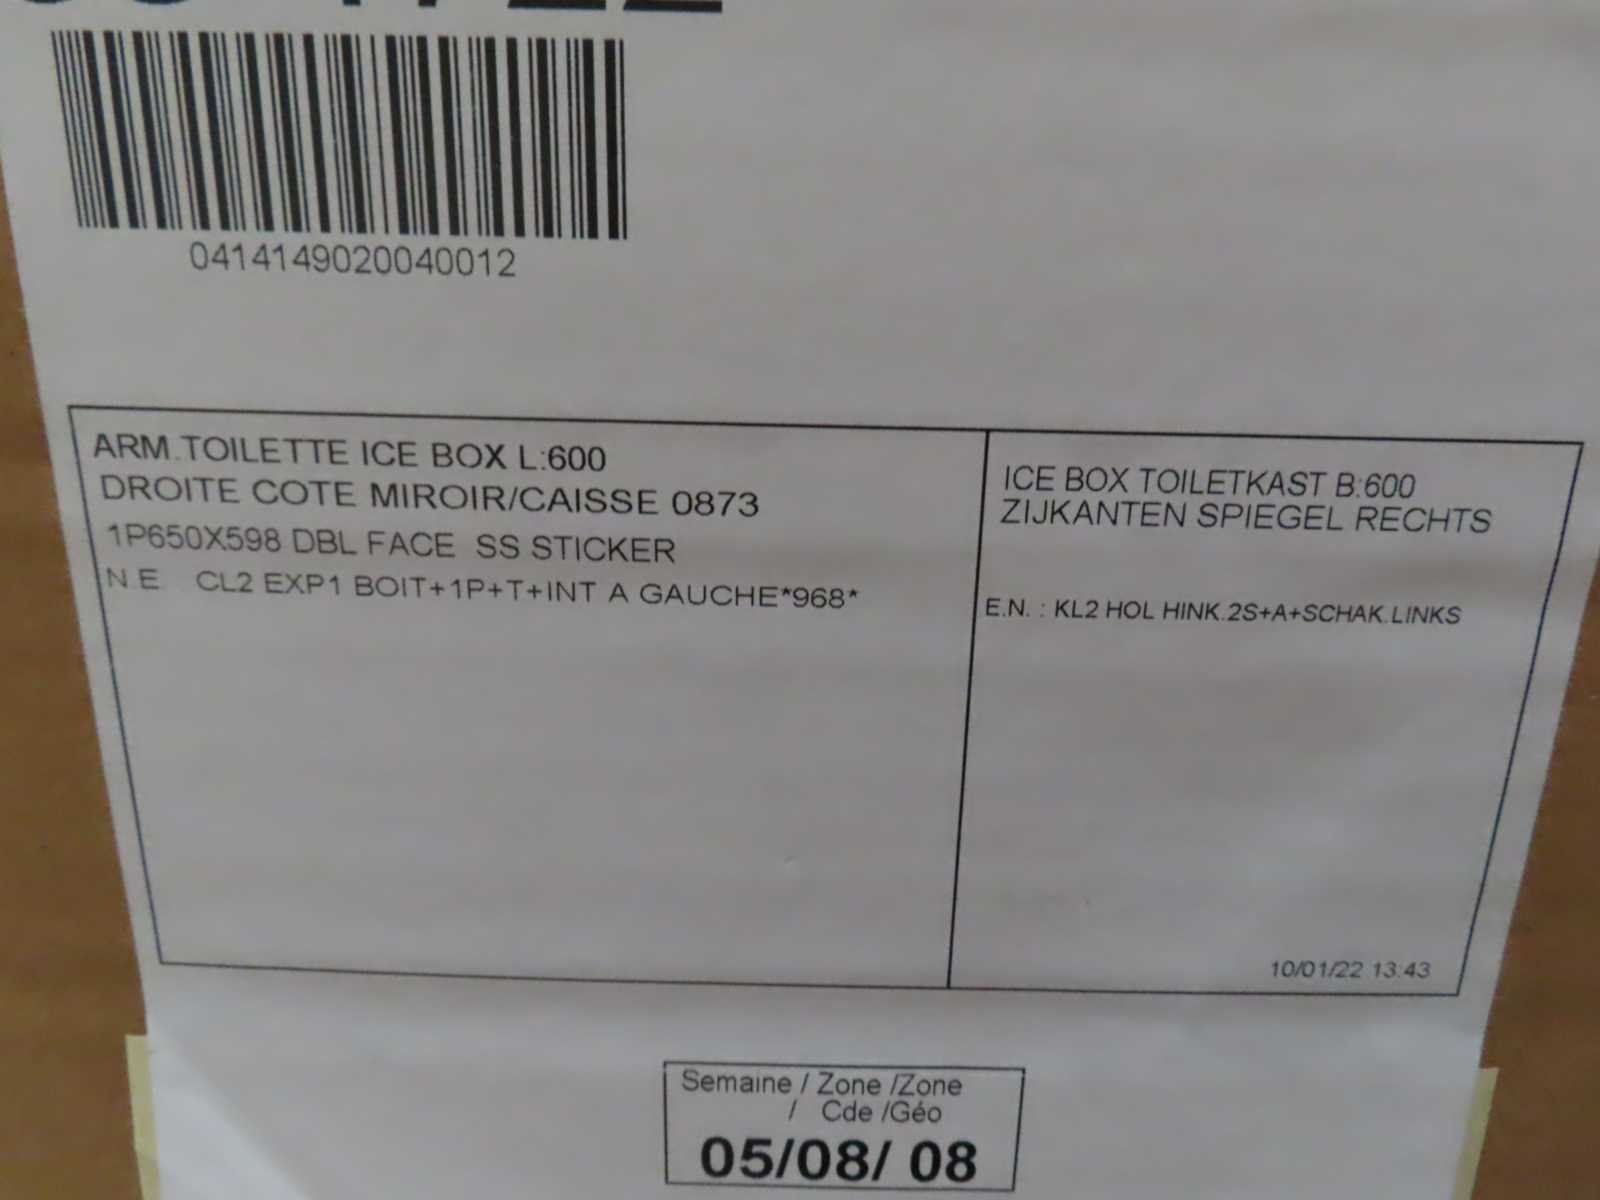 0414149020040012
ARM.TOILETTE ICE BOX L:600
DROITE COTE MIROIR/CAISSE 0873
1P650X598 DBL FACE SS STICKER
N.E CL2 EXP1 BOIT+1P+T+INT A GAUCHE*968*
ICE BOX TOILETKAST B:600
ZIJKANTEN SPIEGEL RECHTS
E.N. : KL2 HOL HINK.2S+A+SCHAK.LINKS
10/01/22 13:43
Semaine / Zone /Zone
/ Cde /Géo
05/08/ 08